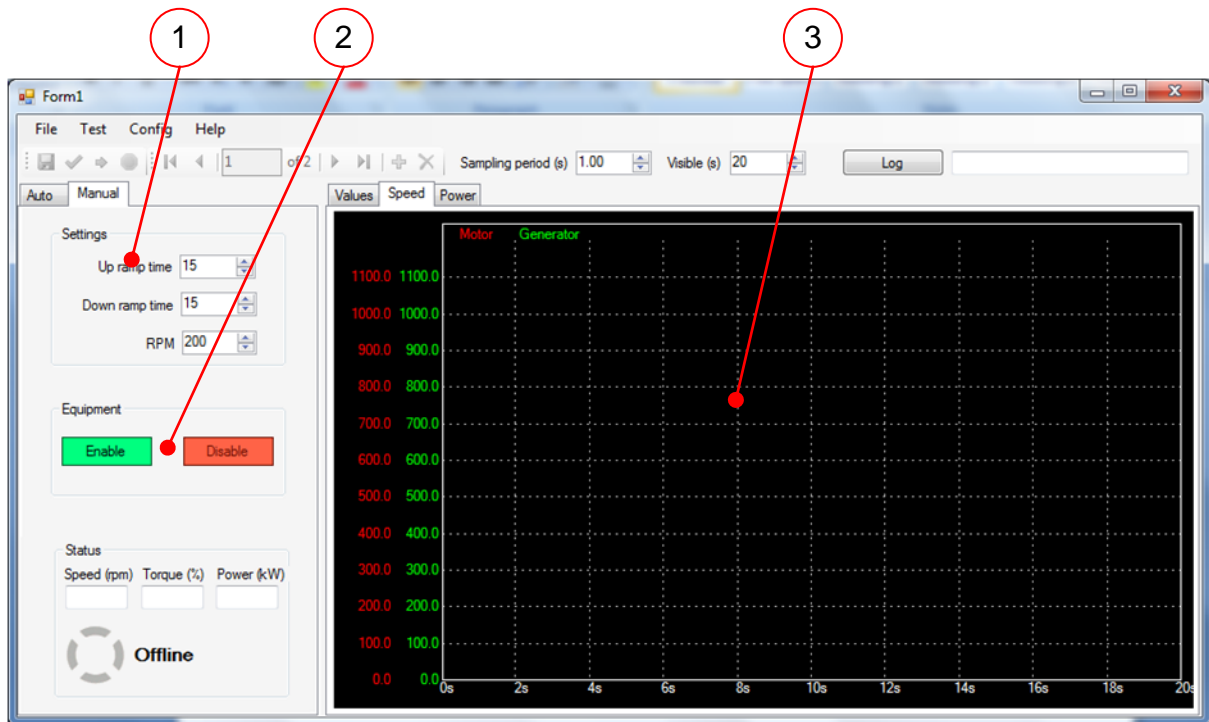 1 2 3
Form1
File Test Config Help
1 of 2 Sampling period (s) 1.00 Visible (s) 20 Log
Auto Manual
Values Speed Power
Settings
Up ramp time 15
Down ramp time 15
RPM 200
Equipment
Enable Disable
Status
Speed (rpm) Torque (%) Power (kW)
Offline
Motor Generator
1100.0 1100.0
1000.0 1000.0
900.0 900.0
800.0 800.0
700.0 700.0
600.0 600.0
500.0 500.0
400.0 400.0
300.0 300.0
200.0 200.0
100.0 100.0
0.0 0.0
0s 2s 4s 6s 8s 10s 12s 14s 16s 18s 20s